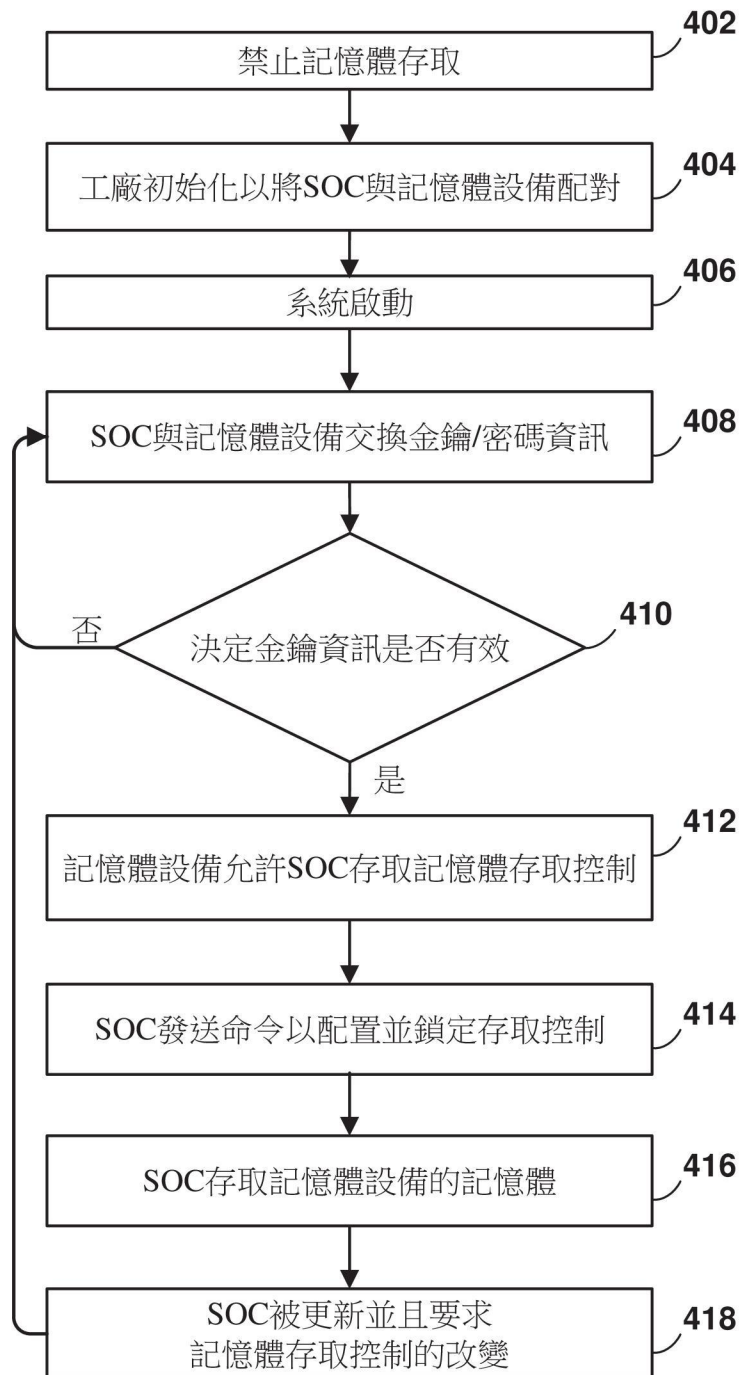 禁止記憶體存取
402
工廠初始化以將SOC與記憶體設備配對
404
系統啟動
406
SOC與記憶體設備交換金鑰/密碼資訊
408
決定金鑰資訊是否有效
410
否
是
記憶體設備允許SOC存取記憶體存取控制
412
SOC發送命令以配置並鎖定存取控制
414
SOC存取記憶體設備的記憶體
416
SOC被更新並且要求
記憶體存取控制的改變
418